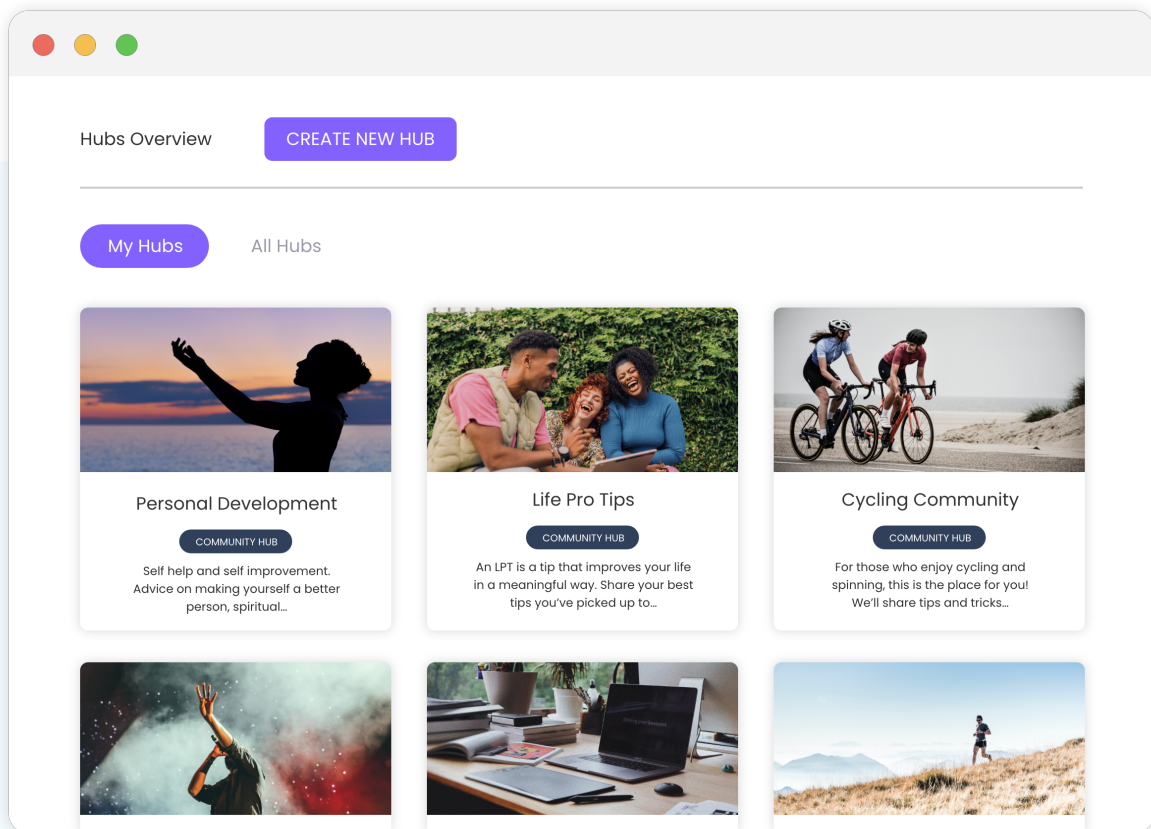 Hubs Overview
CREATE NEW HUB
My Hubs
All Hubs
Personal Development
COMMUNITY HUB
Self help and self improvement.
Advice on making yourself a better
person, spiritual…
Life Pro Tips
COMMUNITY HUB
An LPT is a tip that improves your life
in a meaningful way. Share your best
tips you’ve picked up to…
Cycling Community
COMMUNITY HUB
For those who enjoy cycling and
spinning, this is the place for you!
We’ll share tips and tricks…